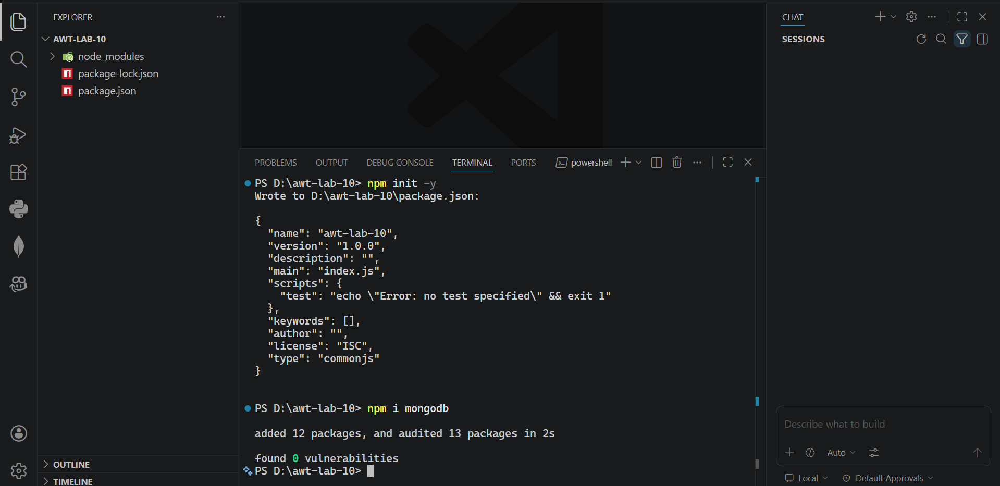 EXPLORER
AWT-LAB-10
node_modules
package-lock.json
package.json
OUTLINE
TIMELINE
PROBLEMS OUTPUT DEBUG CONSOLE TERMINAL PORTS powershell
PS D:\awt-lab-10> npm init -y
Wrote to D:\awt-lab-10\package.json:
{
"name": "awt-lab-10",
"version": "1.0.0",
"description": "",
"main": "index.js",
"scripts": {
"test": "echo \"Error: no test specified\" && exit 1"
},
"keywords": [],
"author": "",
"license": "ISC",
"type": "commonjs"
}
PS D:\awt-lab-10> npm i mongodb
added 12 packages, and audited 13 packages in 2s
found 0 vulnerabilities
PS D:\awt-lab-10>
CHAT
SESSIONS
Describe what to build
Auto
Local Default Approvals